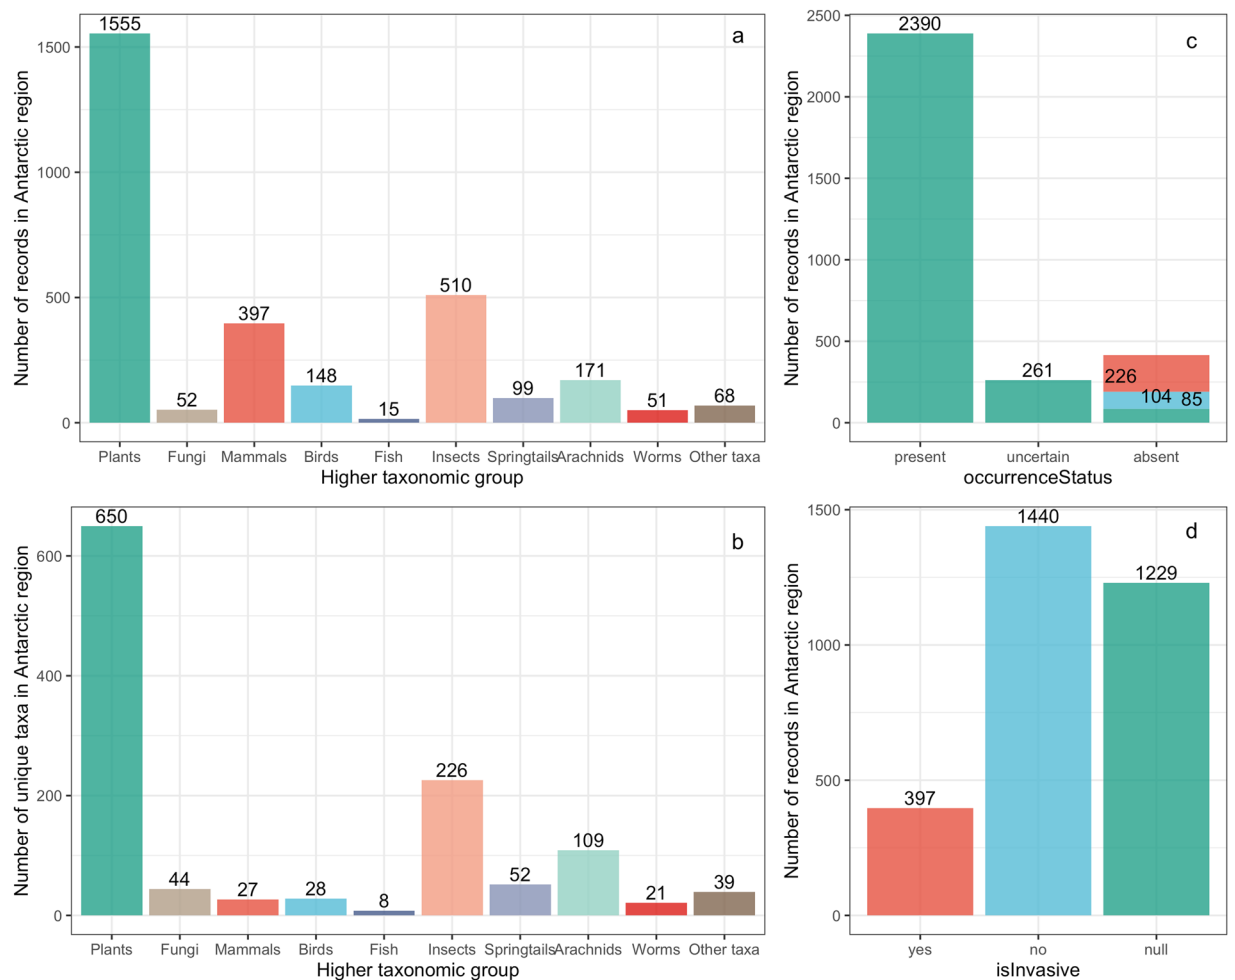 a
1555
1500
1000
500
0
52
397
148
15
510
99
171
51
68
Plants Fungi Mammals Birds Fish Insects Springtails Arachnids Worms Other taxa
Higher taxonomic group
Number of records in Antarctic region
c
2390
2500
2000
1500
1000
500
0
261
226
104
85
present uncertain absent
occurrenceStatus
Number of records in Antarctic region
b
650
600
400
200
0
44
27
28
8
226
52
109
21
39
Plants Fungi Mammals Birds Fish Insects Springtails Arachnids Worms Other taxa
Higher taxonomic group
Number of unique taxa in Antarctic region
d
1500
1000
500
0
397
1440
1229
yes no null
isInvasive
Number of records in Antarctic region